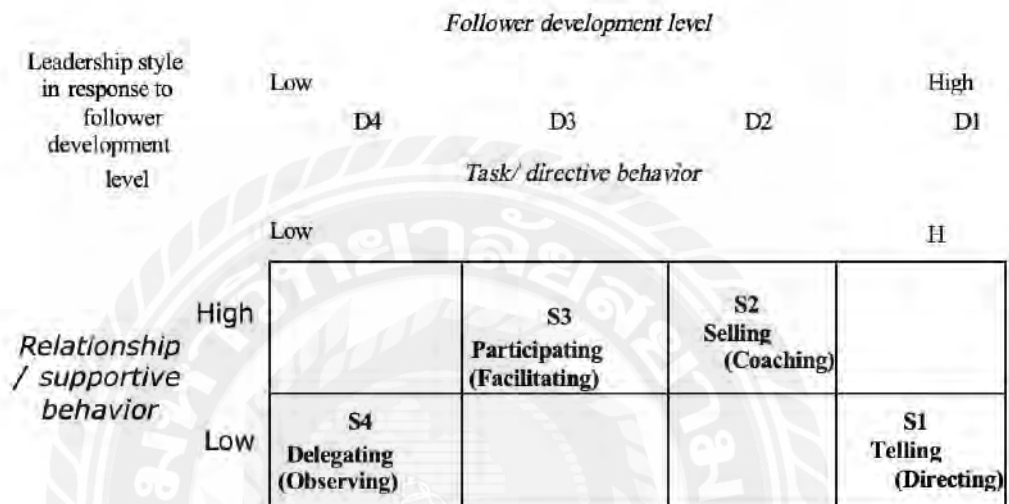 Follower development level
Leadership style
in response to
follower
development
level
Low High
D4 D3 D2 D1
Task/ directive behavior
Low H
Relationship
/ supportive
behavior
High
S3
Participating
(Facilitating)
S2
Selling
(Coaching)
Low
S4
Delegating
(Observing)
S1
Telling
(Directing)